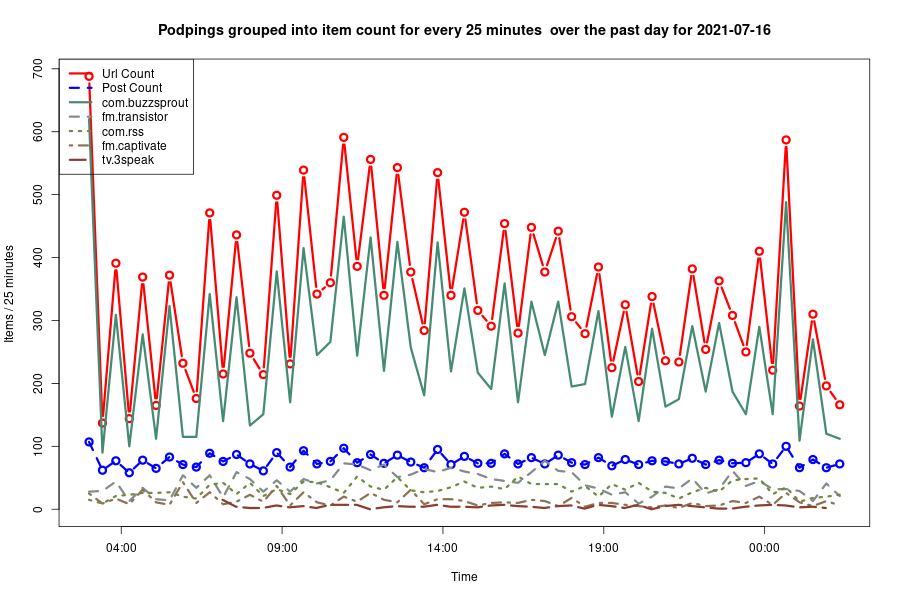 Podpings grouped into item count for every 25 minutes  over the past day for 2021-07-16
Url Count
Post Count
com.buzzsprout
fm.transistor
com.rss
fm.captivate
tv.3speak
Items / 25 minutes
700
600
500
400
300
200
100
0
04:00 09:00 14:00 19:00 00:00
Time